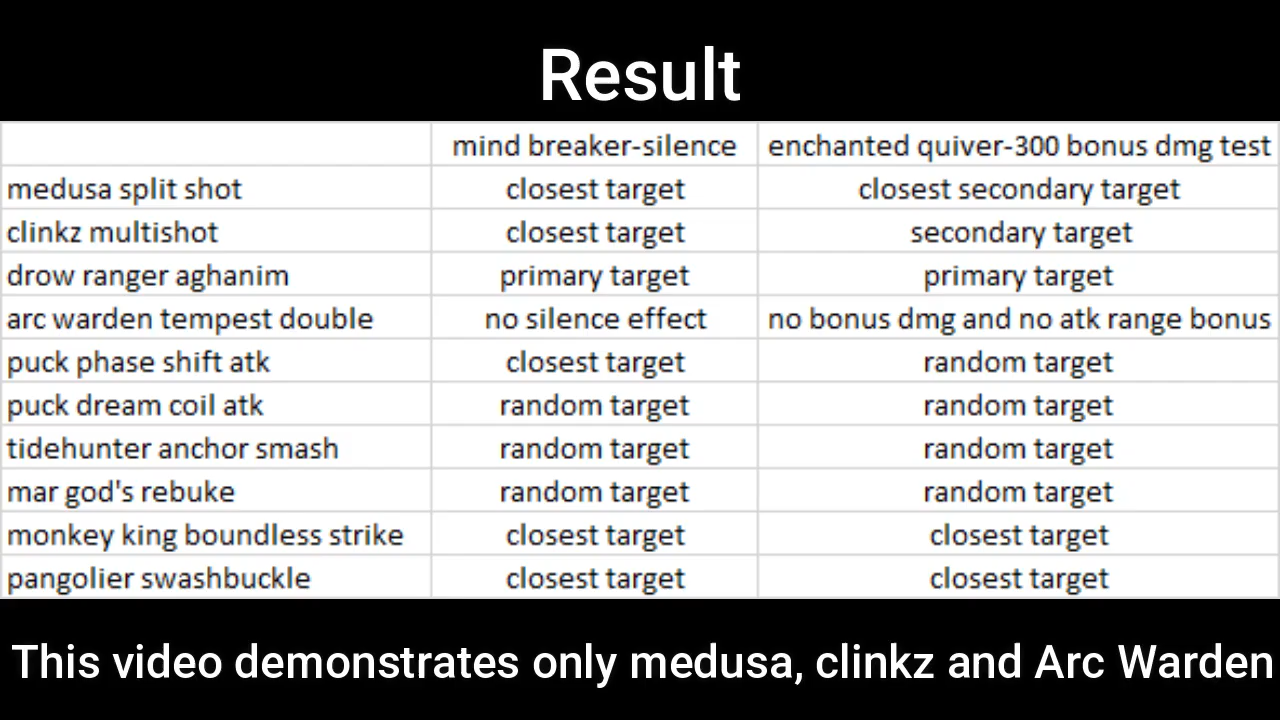 Result
mind breaker-silence enchanted quiver-300 bonus dmg test
medusa split shot closest target closest secondary target
clinkz multishot closest target secondary target
drow ranger aghanim primary target primary target
arc warden tempest double no silence effect no bonus dmg and no atk range bonus
puck phase shift atk closest target random target
puck dream coil atk random target random target
tidehunter anchor smash random target random target
mar god's rebuke random target random target
monkey king boundless strike closest target closest target
pangolier swashbuckle closest target closest target
This video demonstrates only medusa, clinkz and Arc Warden